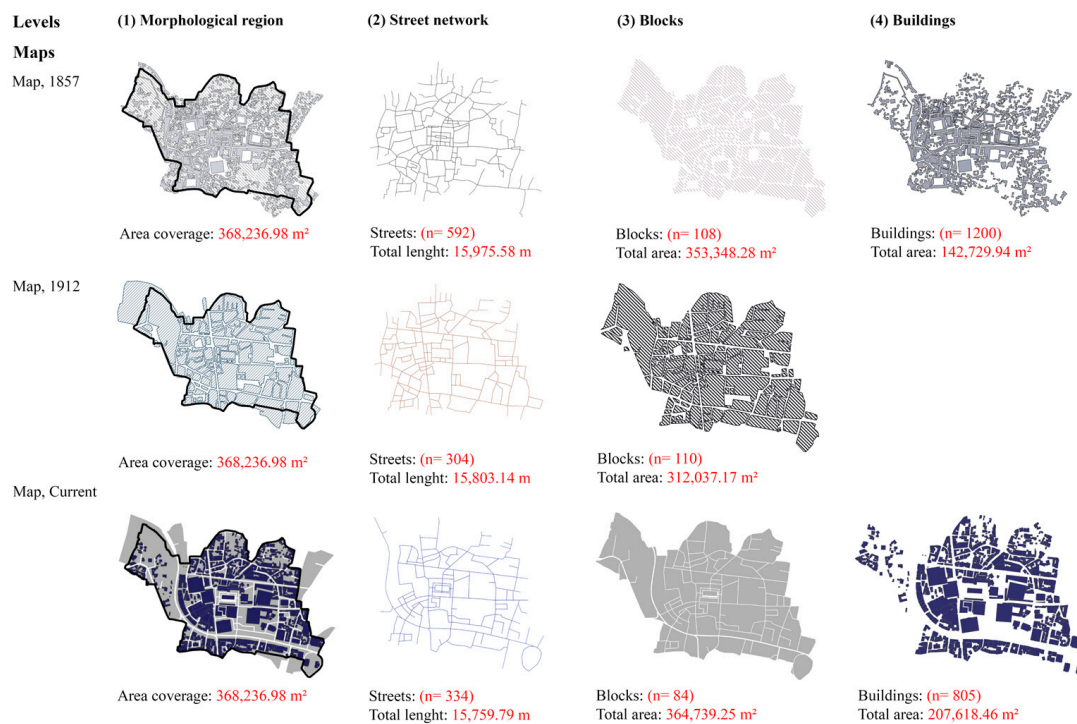 Levels
(1) Morphological region
(2) Street network
(3) Blocks
(4) Buildings
Maps
Map, 1857
Area coverage: 368,236.98 m²
Streets: (n= 592)
Total lenght: 15,975.58 m
Blocks: (n= 108)
Total area: 353,348.28 m²
Buildings: (n= 1200)
Total area: 142,729.94 m²
Map, 1912
Area coverage: 368,236.98 m²
Streets: (n= 304)
Total lenght: 15,803.14 m
Blocks: (n= 110)
Total area: 312,037.17 m²
Map, Current
Area coverage: 368,236.98 m²
Streets: (n= 334)
Total lenght: 15,759.79 m
Blocks: (n= 84)
Total area: 364,739.25 m²
Buildings: (n= 805)
Total area: 207,618.46 m²